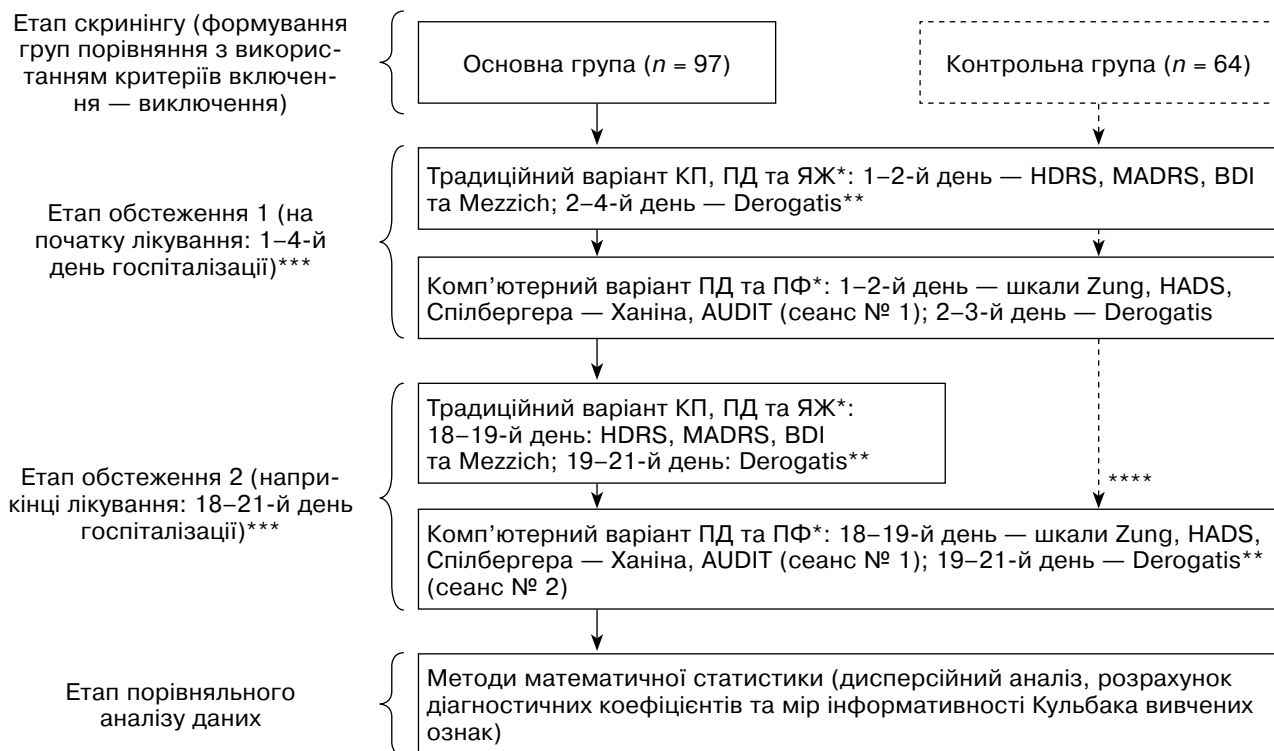 Етап скринінгу (формування
груп порівняння з викорис-
танням критеріїв включен-
ня — виключення)
Основна група (n = 97)
Контрольна група (n = 64)
Етап обстеження 1 (на
початку лікування: 1–4-й
день госпіталізації)***
Традиційний варіант КП, ПД та ЯЖ*: 1–2-й день — HDRS, MADRS, BDI
та Mezzich; 2–4-й день — Derogatis**
Комп’ютерний варіант ПД та ПФ*: 1–2-й день — шкали Zung, HADS,
Спілбергера — Ханіна, AUDIT (сеанс № 1); 2–3-й день — Derogatis
Етап обстеження 2 (напри-
кінці лікування: 18–21-й день
госпіталізації)***
Традиційний варіант КП, ПД та ЯЖ*:
18–19-й день: HDRS, MADRS, BDI
та Mezzich; 19–21-й день: Derogatis**
****
Комп’ютерний варіант ПД та ПФ*: 18–19-й день — шкали Zung, HADS,
Спілбергера — Ханіна, AUDIT (сеанс № 1); 19–21-й день — Derogatis**
(сеанс № 2)
Етап порівняльного
аналізу даних
Методи математичної статистики (дисперсійний аналіз, розрахунок
діагностичних коефіцієнтів та мір інформативності Кульбака вивчених
ознак)